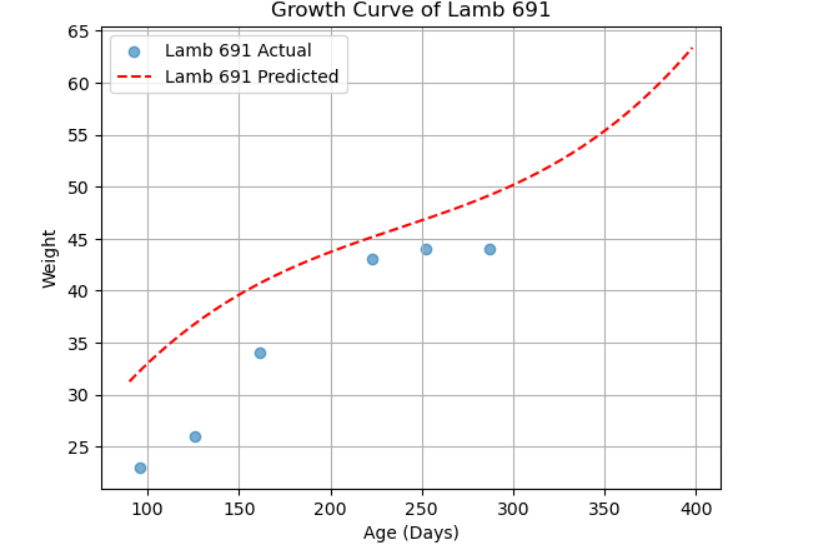 Growth Curve of Lamb 691
65
60
55
50
45
40
35
30
25
Weight
Lamb 691 Actual
Lamb 691 Predicted
100 150 200 250 300 350 400
Age (Days)